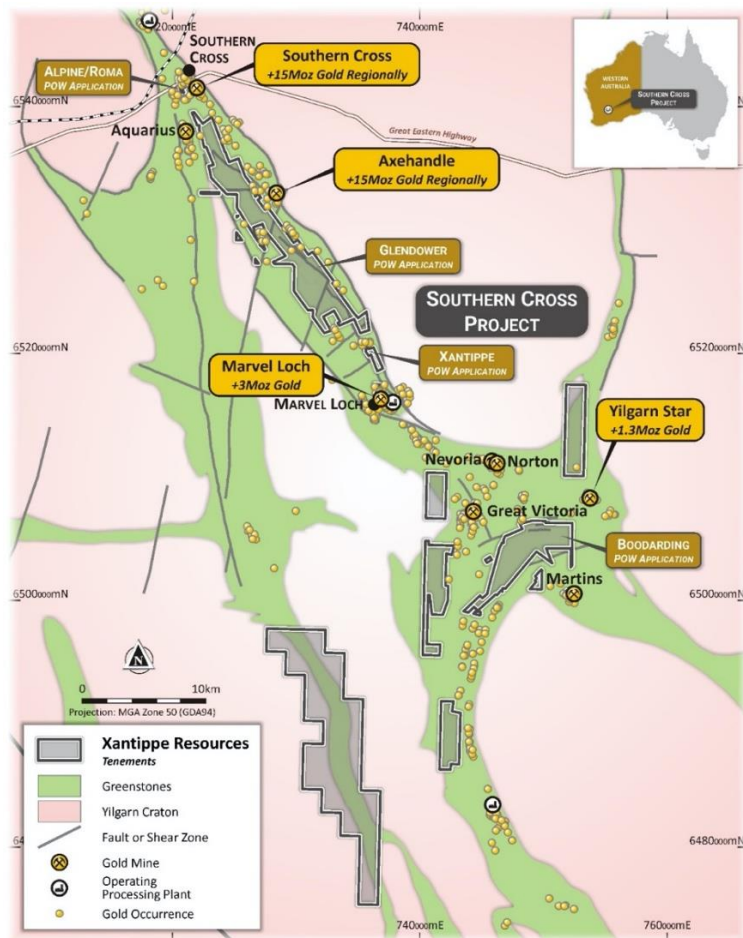 720000mE
740000mE
SOUTHERN
CROSS
Southern Cross
+15Moz Gold Regionally
ALPINE/ROMA
POW APPLICATION
WESTERN
AUSTRALIA
SOUTHERN CROSS
PROJECT
6540000mN
6540000mN
Aquarius
Great Eastern Highway
Axehandle
+15Moz Gold Regionally
GLENDOWER
POW APPLICATION
SOUTHERN CROSS
PROJECT
6520000mN
6520000mN
XANTIPPE
POW APPLICATION
Marvel Loch
+3Moz Gold
MARVEL LOCH
Yilgarn Star
+1.3Moz Gold
Nevoria
Norton
Great Victoria
BOODARDING
POW APPLICATION
Martins
6500000mN
6500000mN
N
0
10km
Projection: MGA Zone 50 (GDA94)
Xantippe Resources
Tenements
Greenstones
Yilgarn Craton
Fault or Shear Zone
Gold Mine
Operating
Processing Plant
Gold Occurrence
6480000mN
740000mE
760000mE